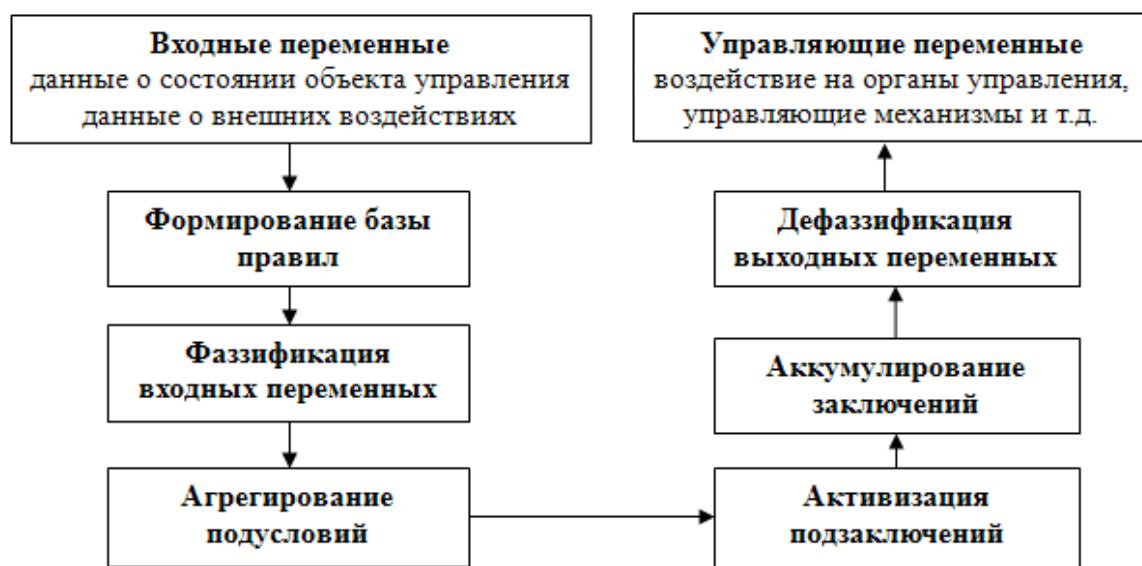 Входные переменные
данные о состоянии объекта управления
данные о внешних воздействиях
Формирование базы
правил
Фаззификация
входных переменных
Агрегирование
подусловий
Активизация
подзаключений
Аккумулирование
заключений
Дефаззификация
выходных переменных
Управляющие переменные
воздействие на органы управления,
управляющие механизмы и т.д.